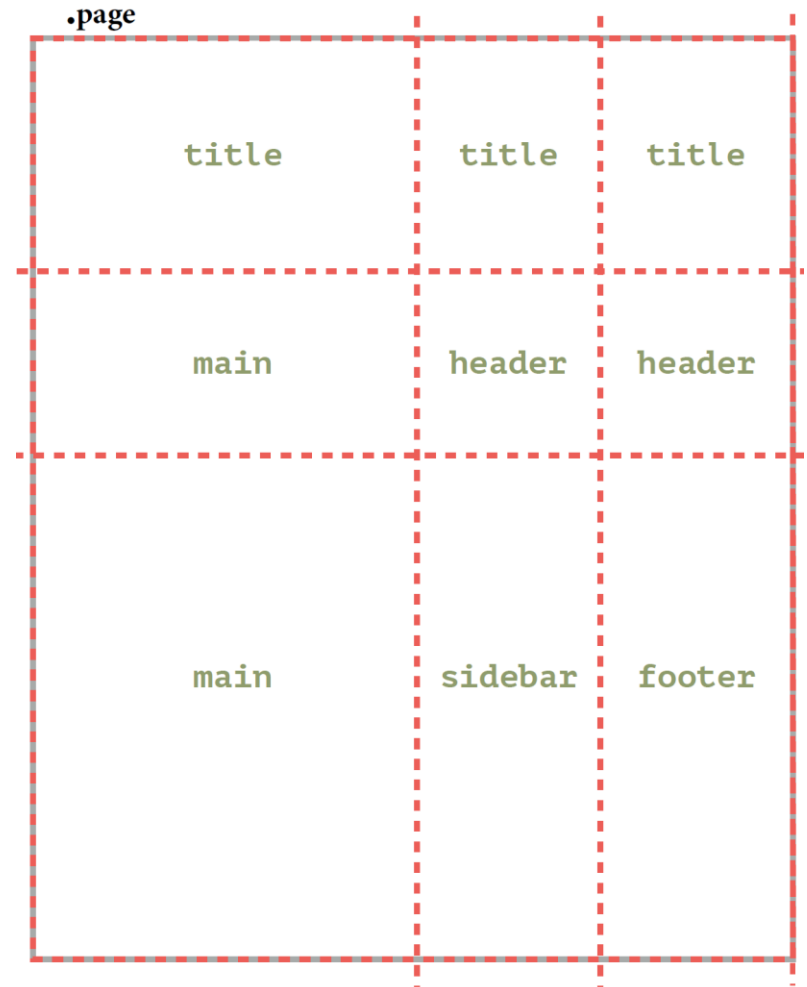 .page
title title title
main header header
main sidebar footer